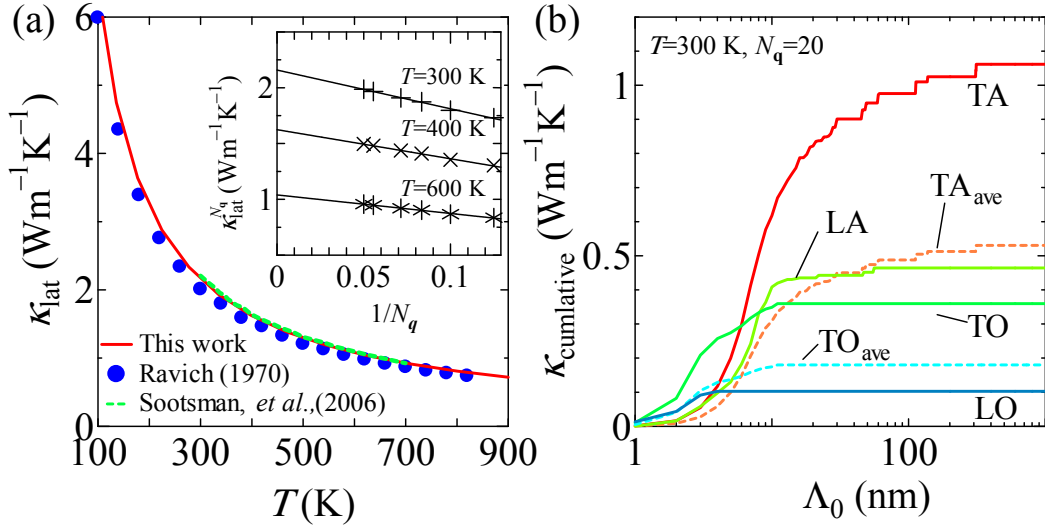 (a)
κlat (Wm−1K−1)
6
4
2
0
100
300
500
700
900
T(K)
This work
Ravich (1970)
Sootsman, et al.,(2006)
κlatNq (Wm−1K−1)
2
1
T=300 K
T=400 K
T=600 K
0
0.05
0.1
1/Nq
(b)
T=300 K, Nq=20
κcumlative (Wm−1K−1)
1
0.5
0
TA
TAave
LA
TO
TOave
LO
1
10
100
Λ0 (nm)